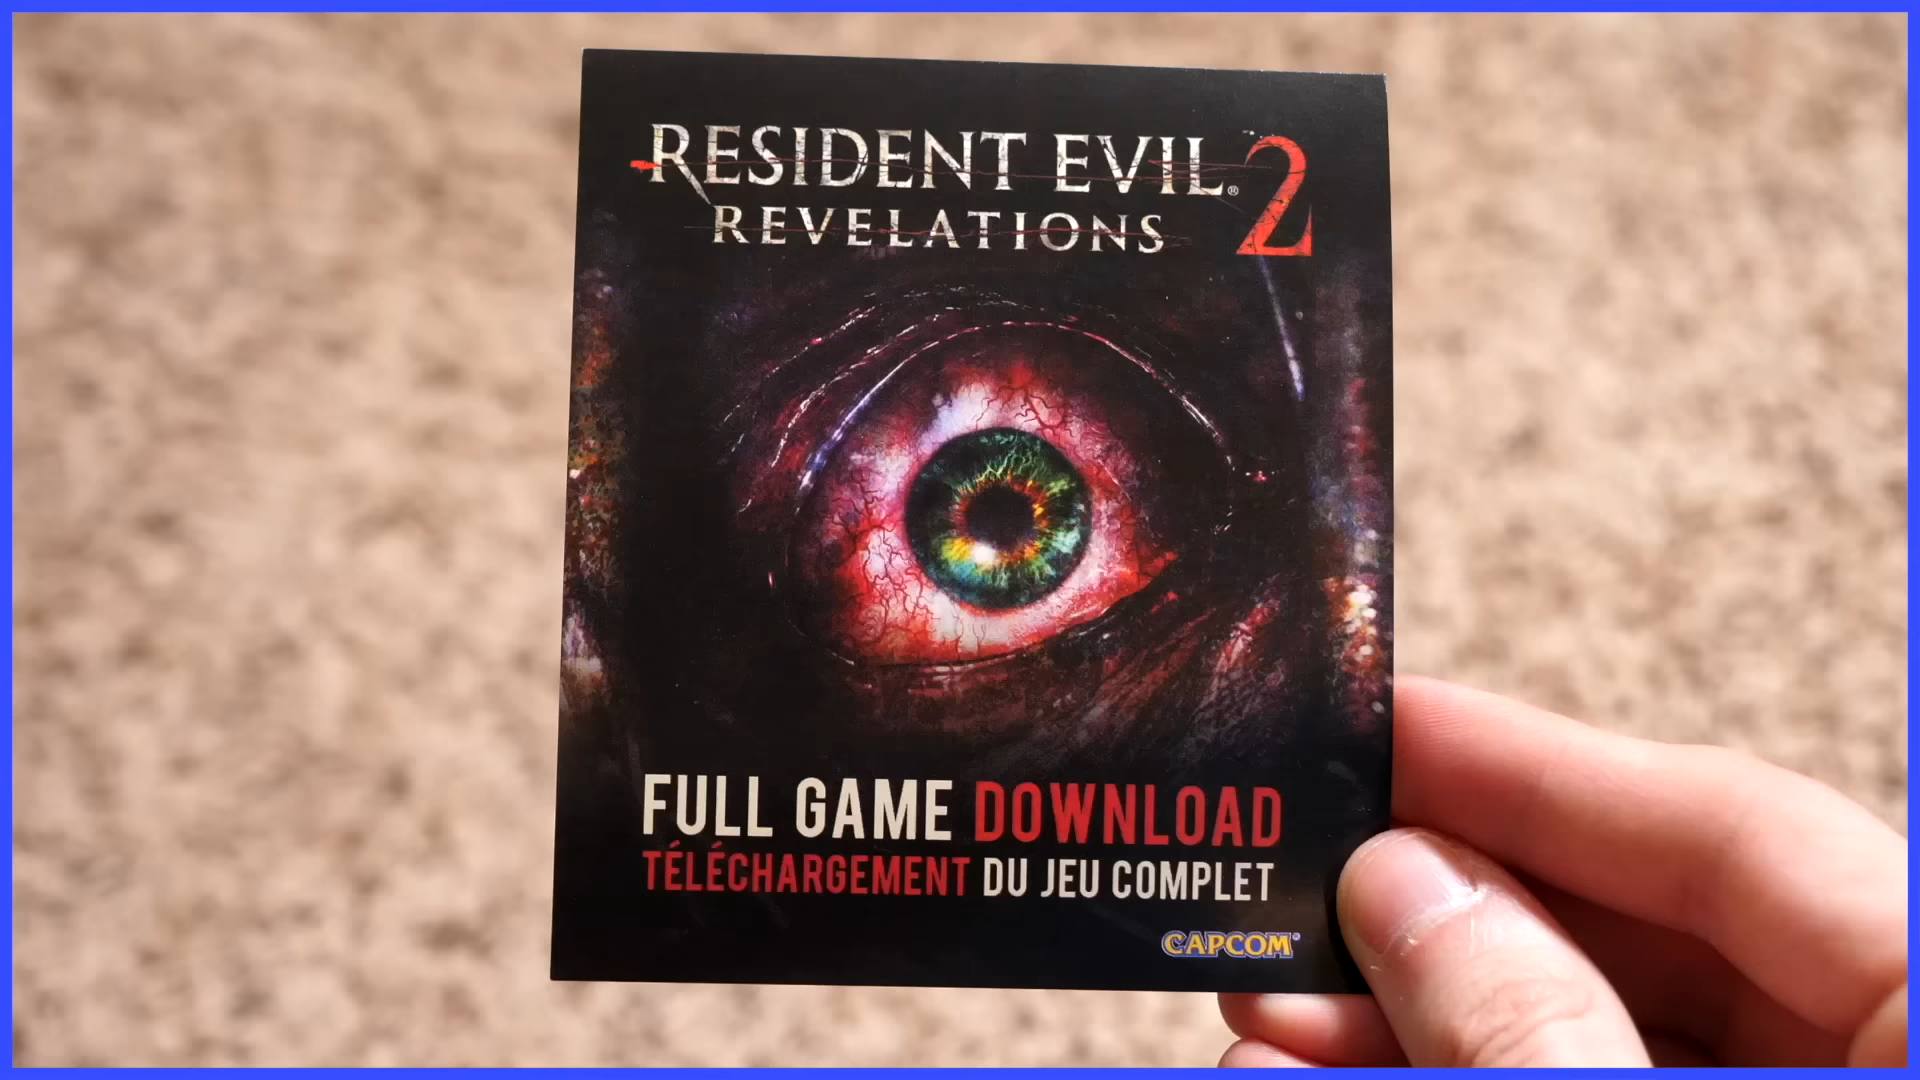 RESIDENT EVIL® 2
REVELATIONS
FULL GAME DOWNLOAD
TÉLÉCHARGEMENT DU JEU COMPLET
CAPCOM®